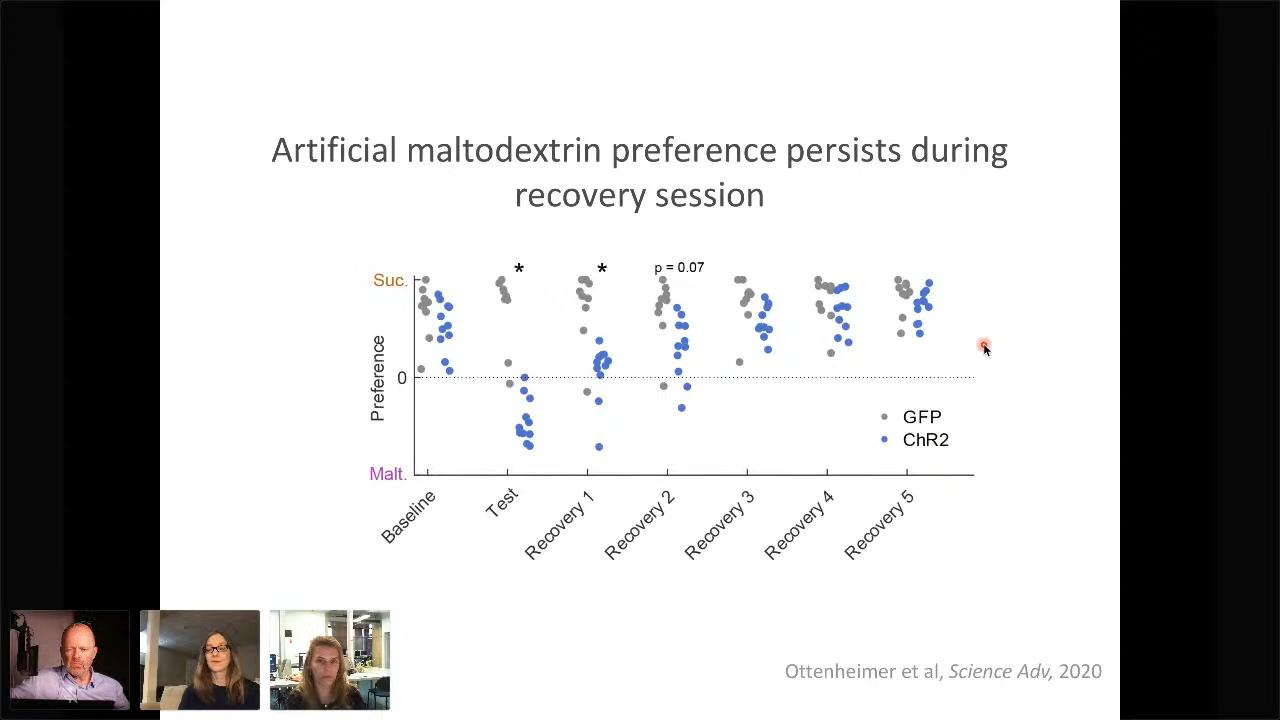 Artificial maltodextrin preference persists during
recovery session
Suc.
* * p = 0.07
Preference
0
GFP
ChR2
Malt.
Baseline
Test
Recovery 1
Recovery 2
Recovery 3
Recovery 4
Recovery 5
Ottenheimer et al, Science Adv, 2020